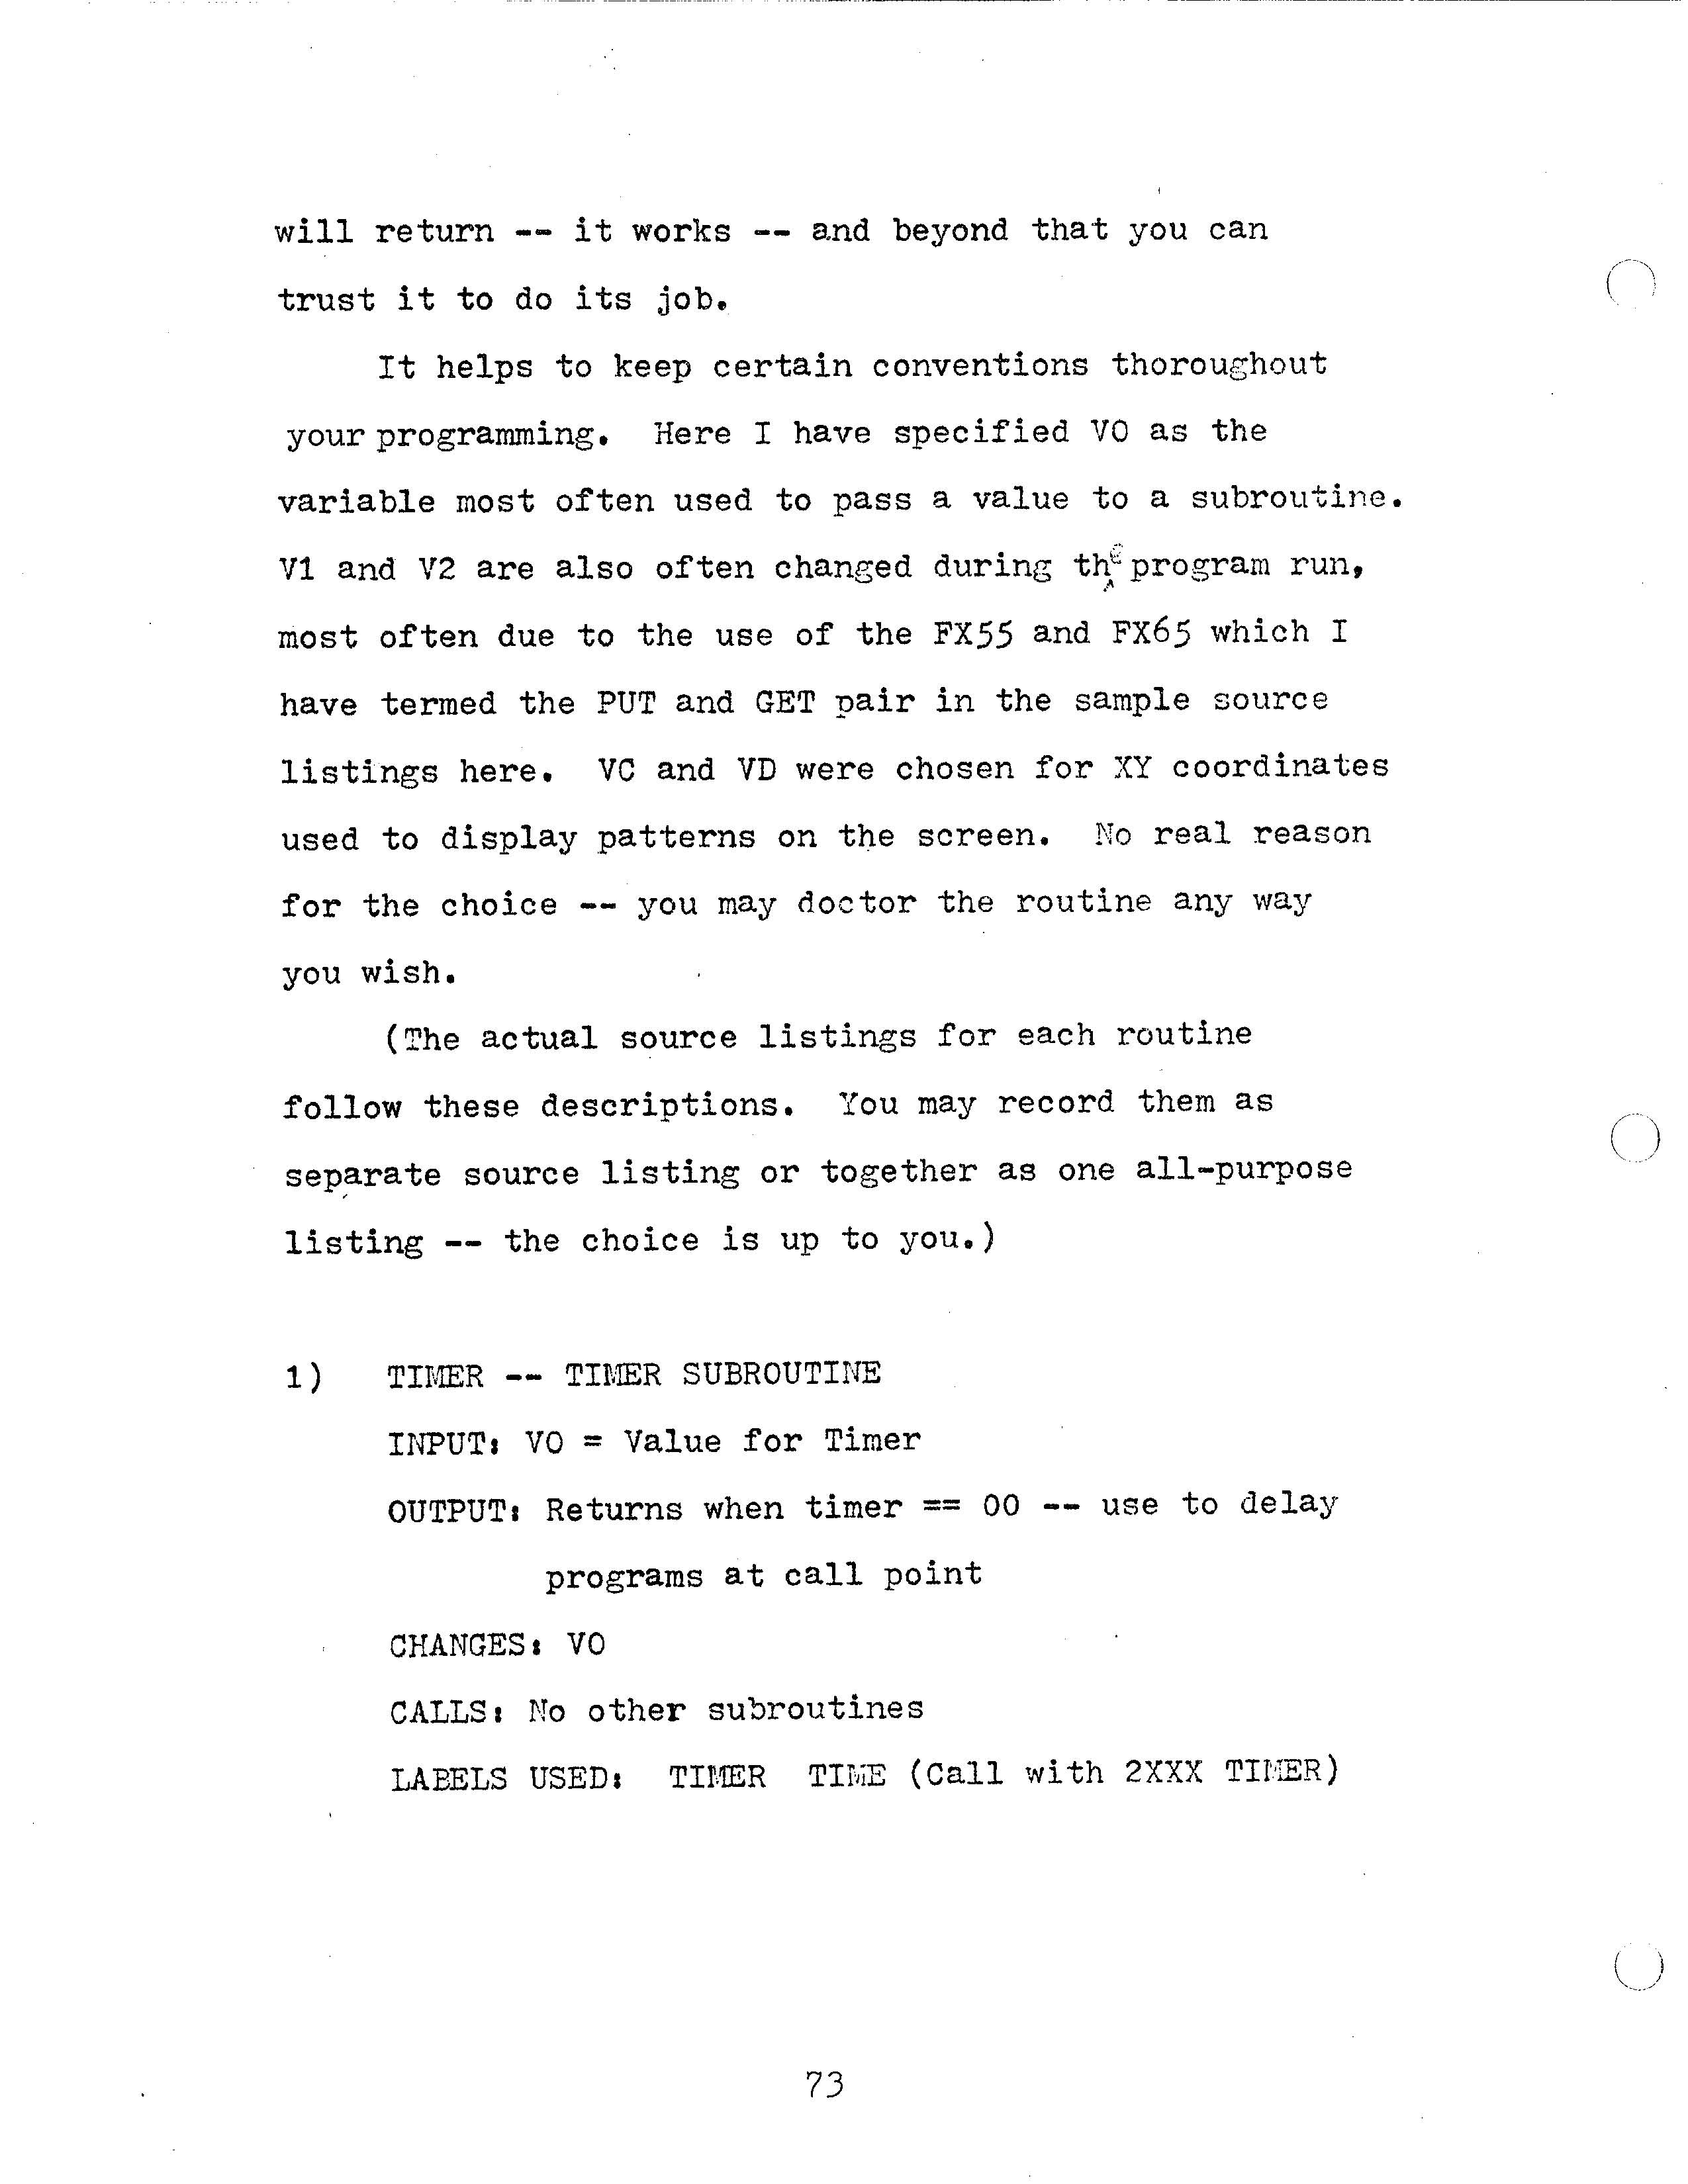 will return -- it works -- and beyond that you can
trust it to do its job.
It helps to keep certain conventions thoroughout
your programming. Here I have specified VO as the
variable most often used to pass a value to a subroutine.
V1 and V2 are also often changed during the program run,
most often due to the use of the FX55 and FX65 which I
have termed the PUT and GET pair in the sample source
listings here. VC and VD were chosen for XY coordinates
used to display patterns on the screen. No real reason
for the choice -- you may doctor the routine any way
you wish.
(The actual source listings for each routine
follow these descriptions. You may record them as
separate source listing or together as one all-purpose
listing -- the choice is up to you.)
1) TIMER -- TIMER SUBROUTINE
INPUT: VO = Value for Timer
OUTPUT: Returns when timer == 00 -- use to delay
programs at call point
CHANGES: VO
CALLS: No other subroutines
LABELS USED: TIMER TIME (Call with 2XXX TIMER)
73